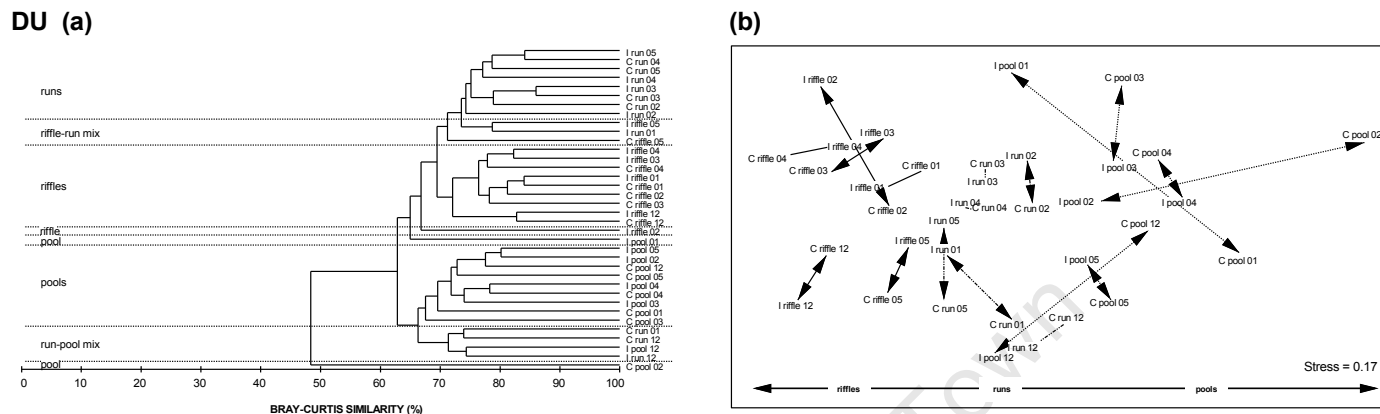 DU (a)
runs
riffle-run mix
riffles
riffle
pool
pools
run-pool mix
pool
I run 05
C run 04
C run 05
I run 04
I run 03
C run 03
C run 02
I run 02
I riffle 05
I run 01
C riffle 05
I riffle 04
I riffle 03
C riffle 04
I riffle 01
C riffle 01
C riffle 02
C riffle 03
I riffle 12
C riffle 12
I riffle 02
I pool 01
I pool 05
I pool 02
C pool 12
C pool 05
I pool 04
C pool 04
I pool 03
C pool 01
C pool 03
C run 01
C run 12
I pool 12
I run 12
C pool 02
0 10 20 30 40 50 60 70 80 90 100
BRAY-CURTIS SIMILARITY (%)
(b)
I pool 01
I riffle 02
C pool 03
C pool 02
I riffle 03
I riffle 04
C riffle 04
C riffle 03
C riffle 01
C run 03
I run 02
C pool 04
I pool 03
I run 03
I riffle 01
I pool 02
I pool 04
C riffle 02
I run 04
C run 04
C run 02
I run 05
C pool 12
C riffle 12
I riffle 05
I run 01
I pool 05
C pool 01
I riffle 12
C riffle 05
C run 05
C pool 05
C run 01
C run 12
I run 12
I pool 12
Stress = 0.17
riffles runs pools
Town